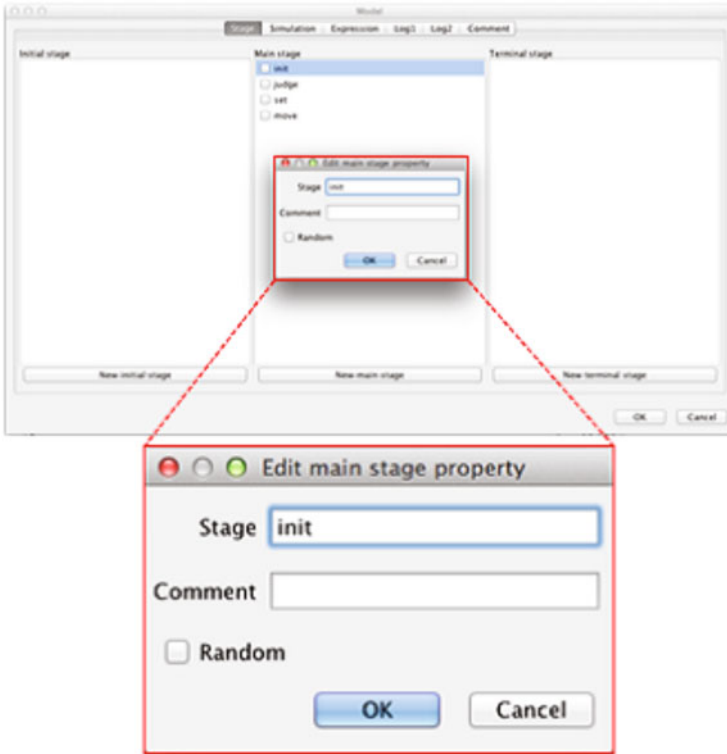 Model
Stage Simulation Expression Log1 Log2 Comment
Initial stage Main stage Terminal stage
init
judge
set
move
Edit main stage property
Stage init
Comment
Random
OK Cancel
New initial stage New main stage New terminal stage
OK Cancel
Edit main stage property
Stage init
Comment
Random
OK Cancel